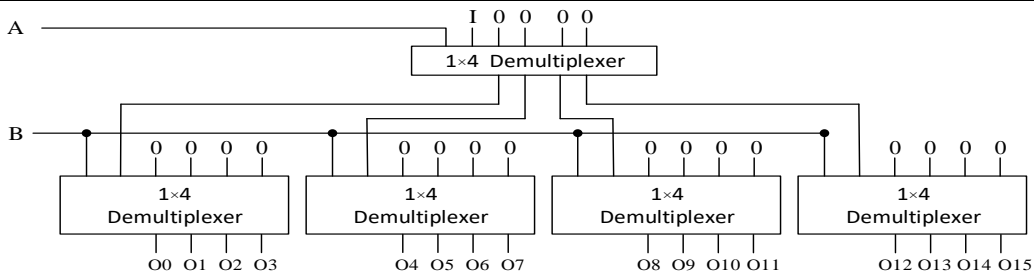 I 0 0 0 0
A
1×4 Demultiplexer
B
0 0 0 0 0 0 0 0 0 0 0 0 0 0 0 0
1×4 1×4 1×4 1×4
Demultiplexer Demultiplexer Demultiplexer Demultiplexer
O0 O1 O2 O3 O4 O5 O6 O7 O8 O9 O10 O11 O12 O13 O14 O15